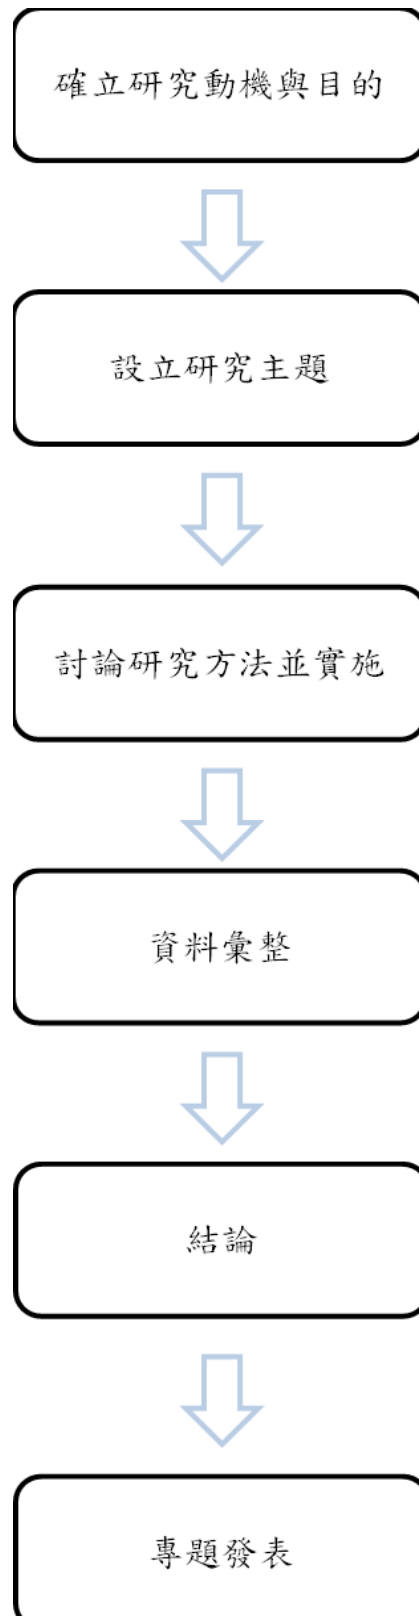 確立研究動機與目的
設立研究主題
討論研究方法並實施
資料彙整
結論
專題發表